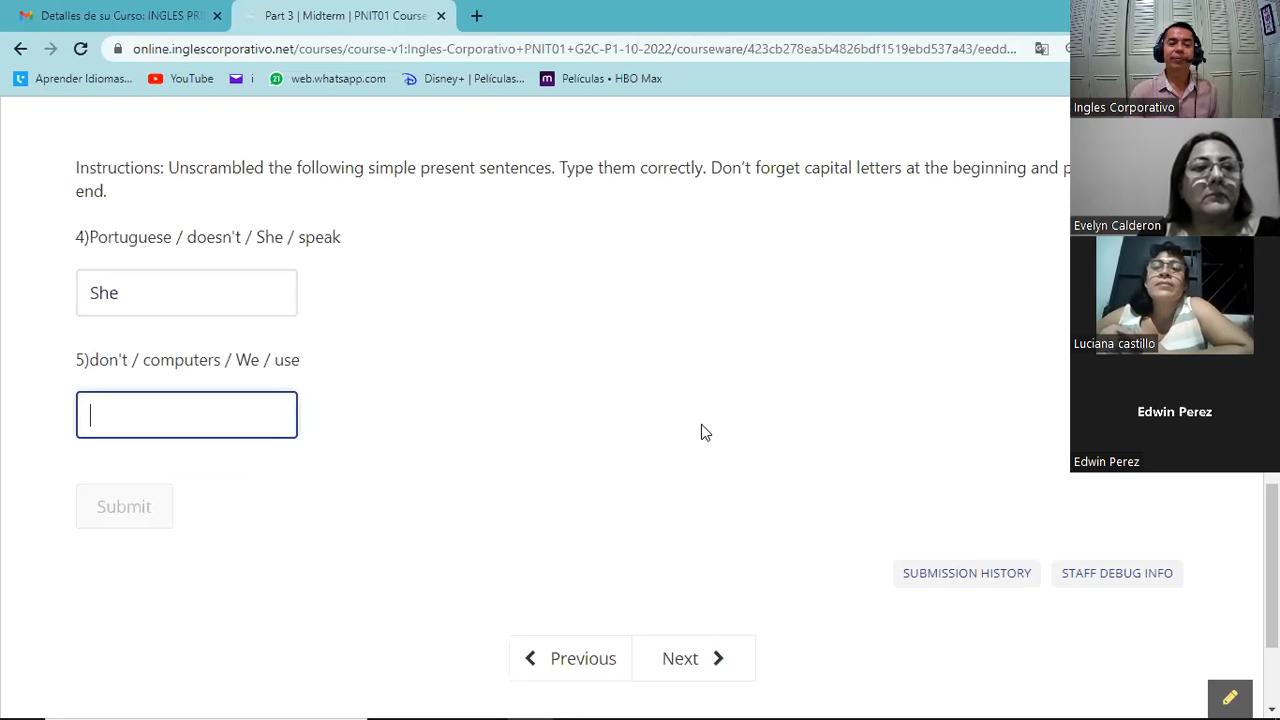 Detalles de su Curso: INGLES PRI
Part 3 | Midterm | PNIT01 Course
online.inglescorporativo.net/courses/course-v1:Ingles-Corporativo+PNIT01+G2C-P1-10-2022/courseware/423cb279ea5b4826bdf15190d537a43/eedd...
Aprender Idiomas...
YouTube
i
web.whatsapp.com
Disney+ | Películas...
Películas • HBO Max
Instructions: Unscrambled the following simple present sentences. Type them correctly. Don't forget capital letters at the beginning and p
end.
4)Portuguese / doesn't / She / speak
She
5)don't / computers / We / use
Submit
SUBMISSION HISTORY
STAFF DEBUG INFO
Previous
Next
Ingles Corporativo
Evelyn Calderon
Luciana castillo
Edwin Perez
Edwin Perez